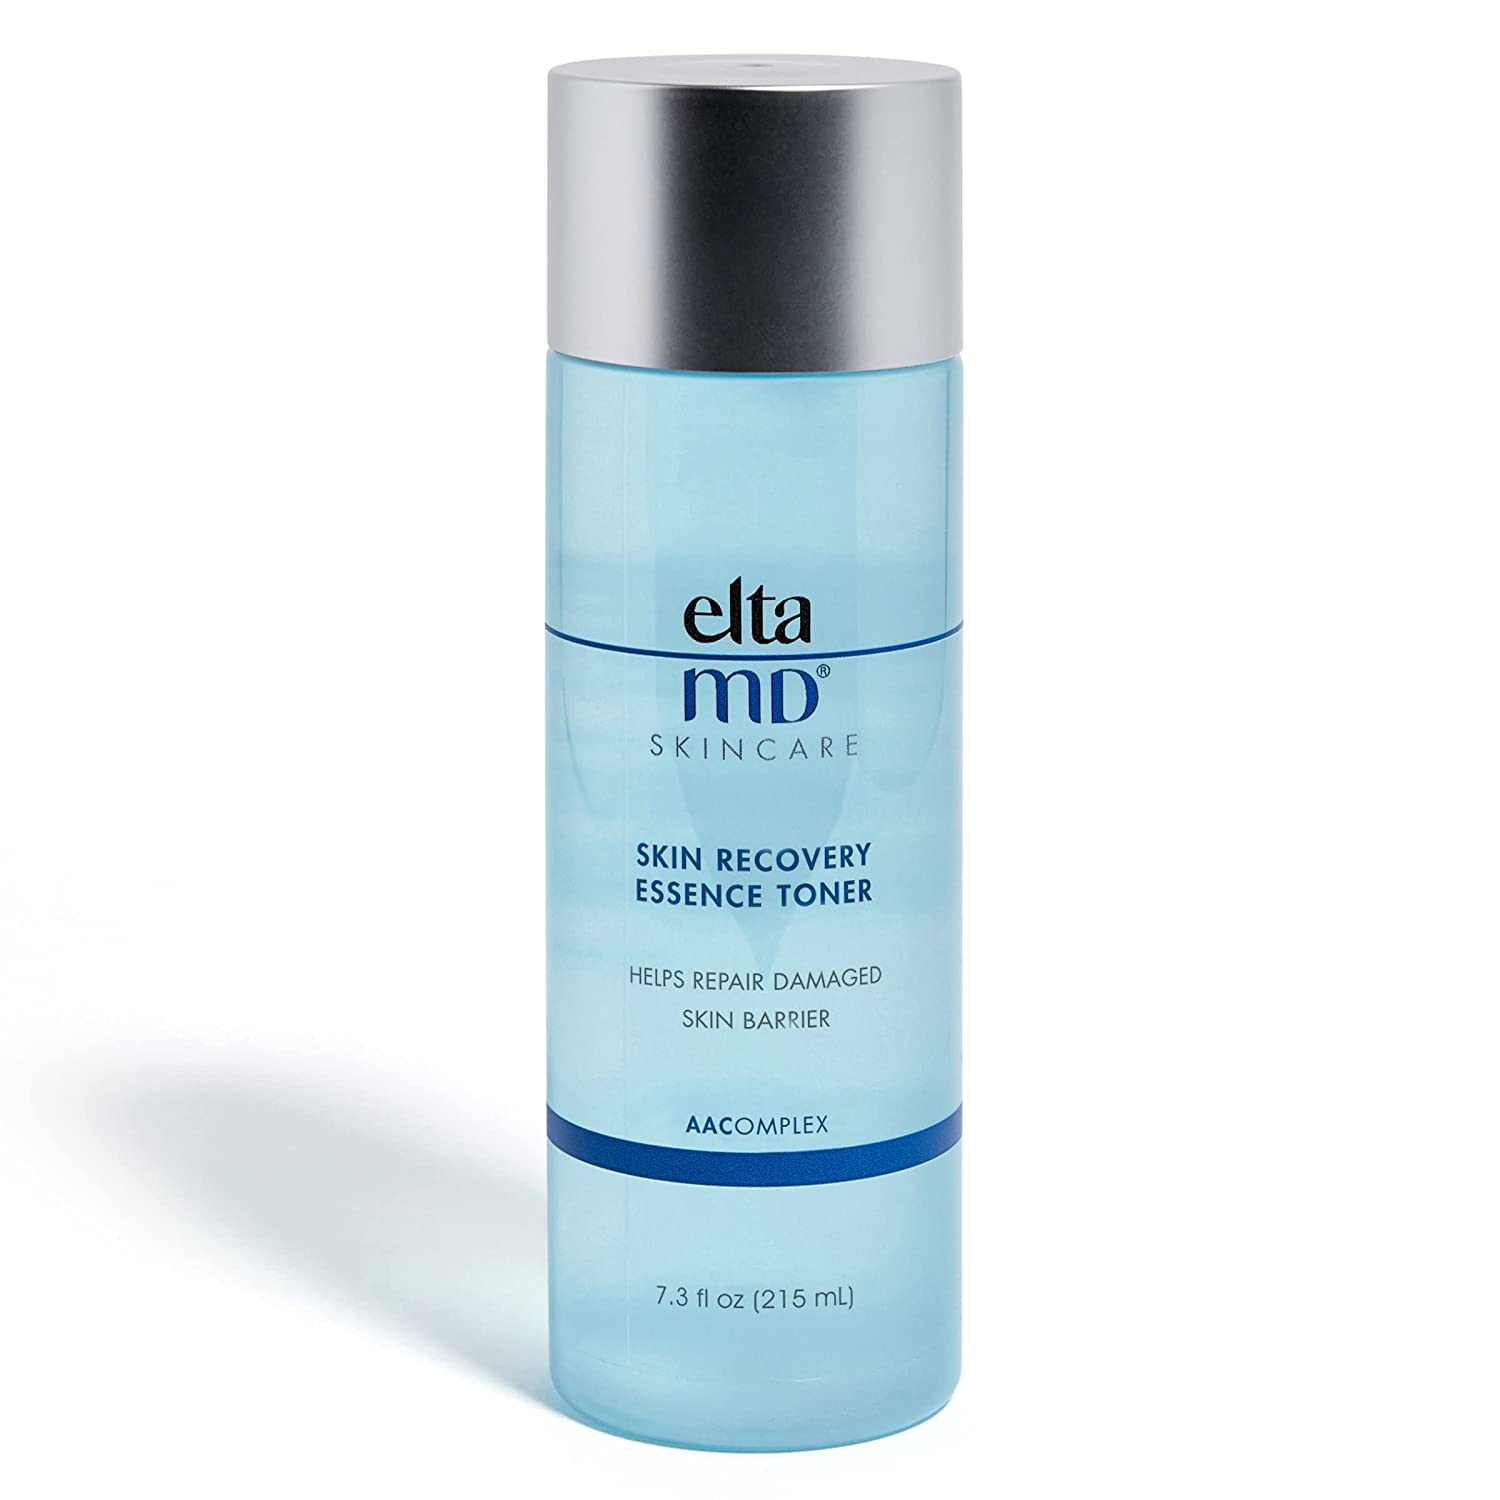 elta
MD®
SKINCARE
SKIN RECOVERY
ESSENCE TONER
HELPS REPAIR DAMAGED
SKIN BARRIER
AACOMPLEX
7.3 fl oz (215 mL)